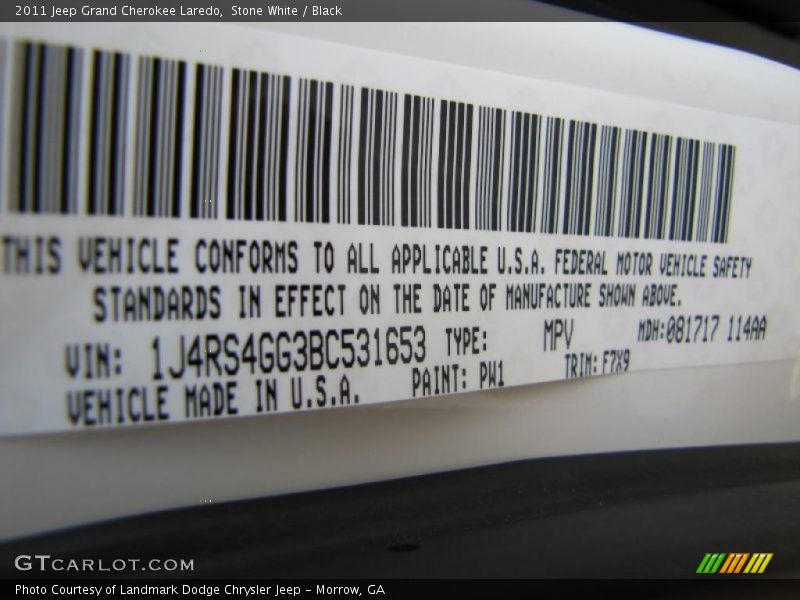 2011 Jeep Grand Cherokee Laredo, Stone White / Black
THIS VEHICLE CONFORMS TO ALL APPLICABLE U.S.A. FEDERAL MOTOR VEHICLE SAFETY
STANDARDS IN EFFECT ON THE DATE OF MANUFACTURE SHOWN ABOVE.
VIN: 1J4RS4GG3BC531653 TYPE: MPV MDH:081717 114AA
VEHICLE MADE IN U.S.A. PAINT: PW1 TRIM: F7X9
GTCARLOT.COM
Photo Courtesy of Landmark Dodge Chrysler Jeep - Morrow, GA